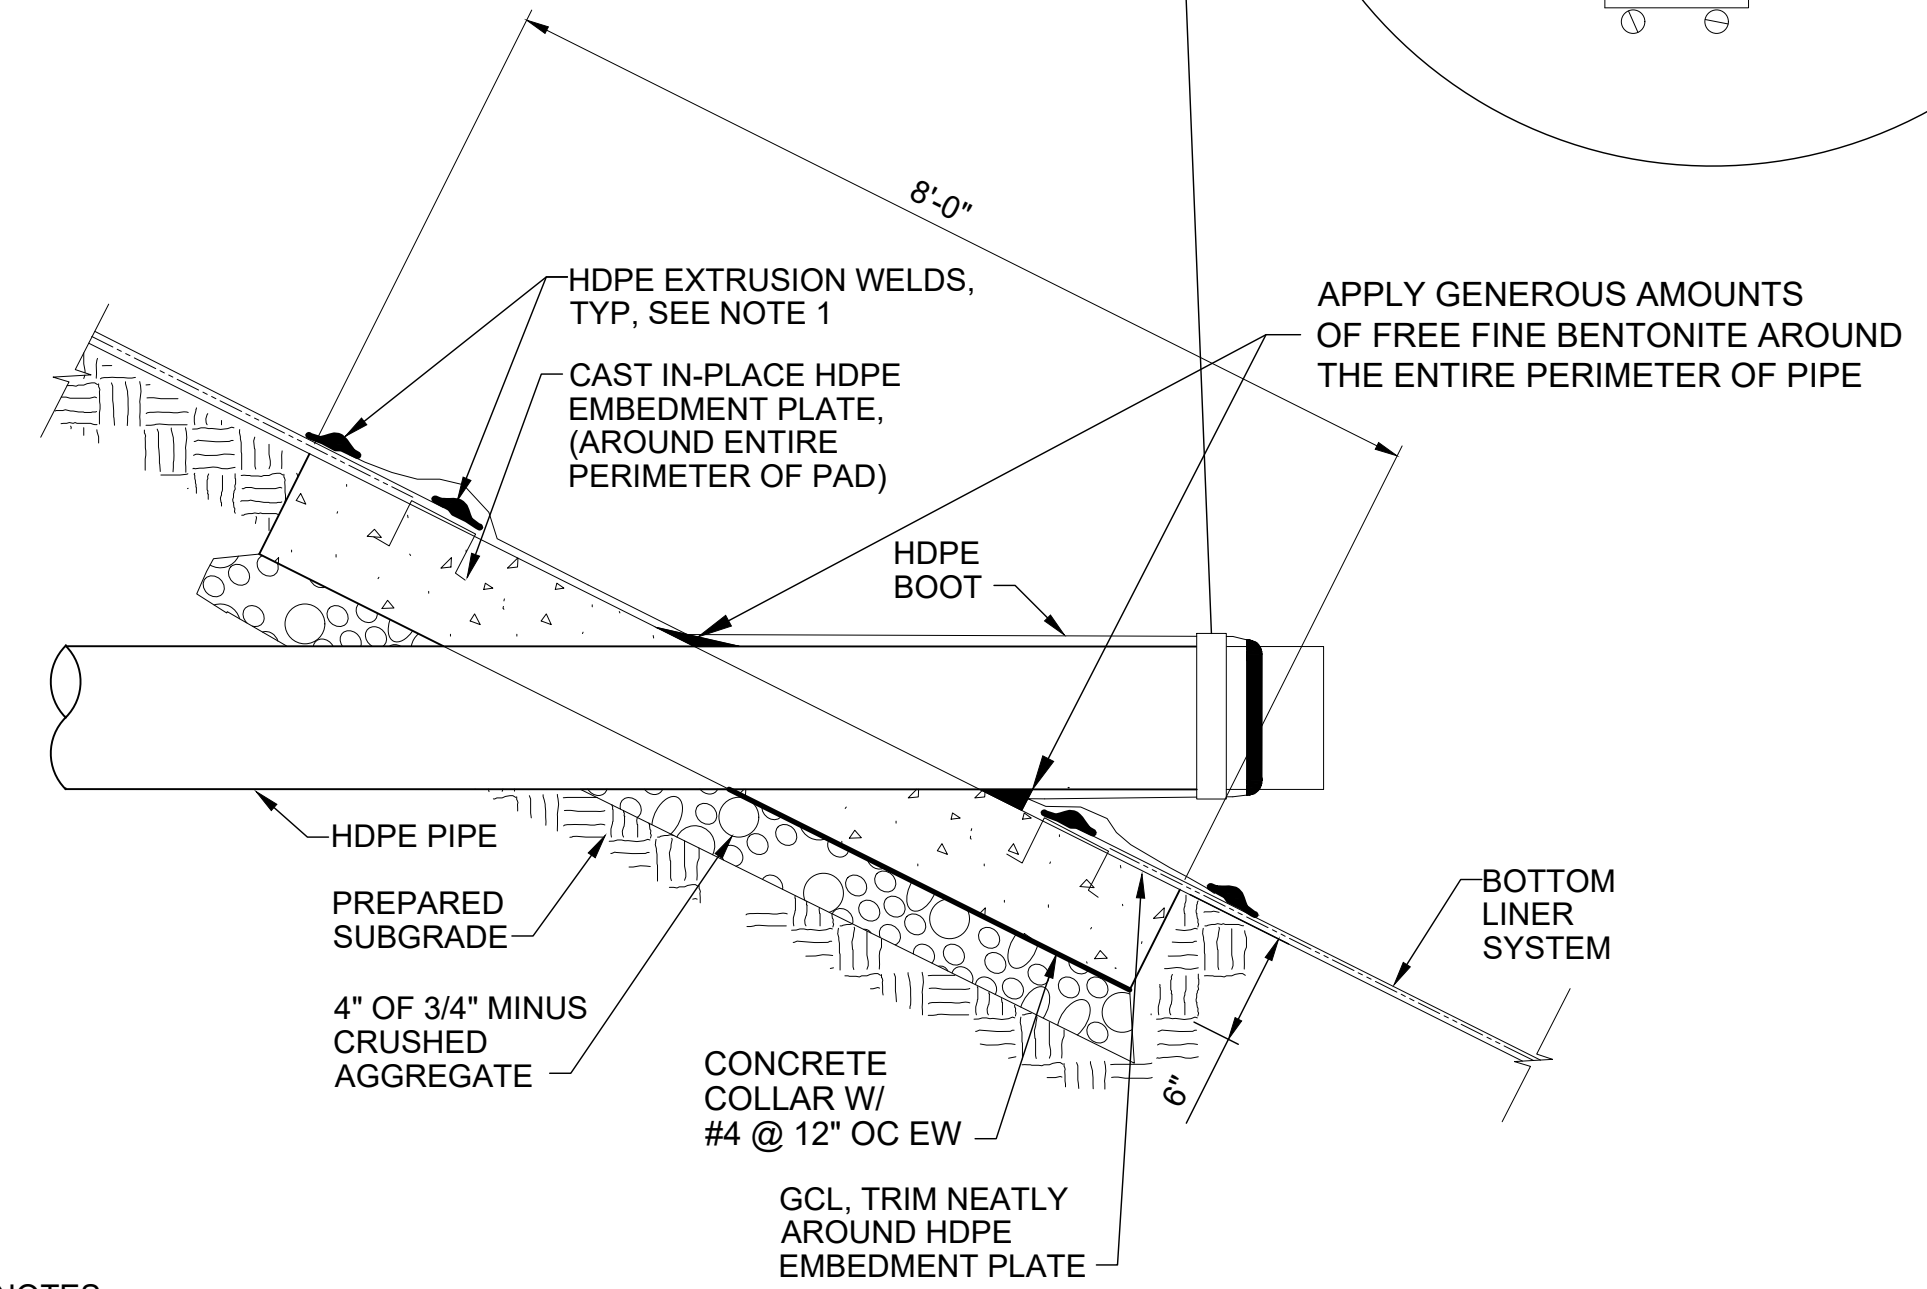 8'-0"
HDPE EXTRUSION WELDS,
TYP, SEE NOTE 1
CAST IN-PLACE HDPE
EMBEDMENT PLATE,
(AROUND ENTIRE
PERIMETER OF PAD)
APPLY GENEROUS AMOUNTS
OF FREE FINE BENTONITE AROUND
THE ENTIRE PERIMETER OF PIPE
HDPE
BOOT
HDPE PIPE
PREPARED
SUBGRADE
4" OF 3/4" MINUS
CRUSHED
AGGREGATE
CONCRETE
COLLAR W/
#4 @ 12" OC EW
GCL, TRIM NEATLY
AROUND HDPE
EMBEDMENT PLATE
6"
BOTTOM
LINER
SYSTEM